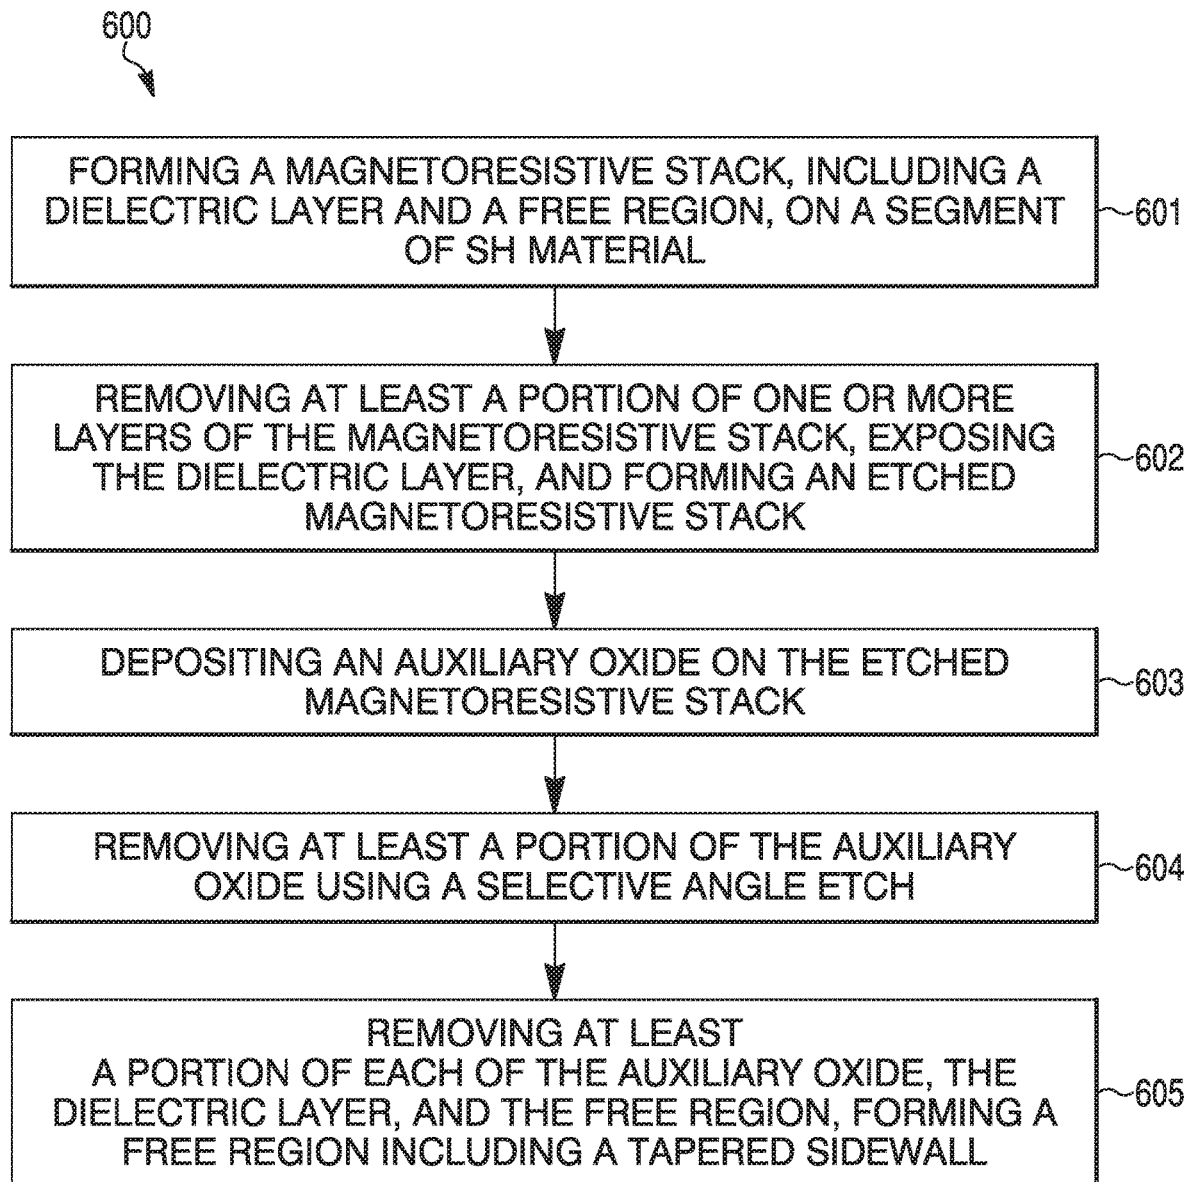 600
FORMING A MAGNETORESISTIVE STACK, INCLUDING A
DIELECTRIC LAYER AND A FREE REGION, ON A SEGMENT
OF SH MATERIAL
601
REMOVING AT LEAST A PORTION OF ONE OR MORE
LAYERS OF THE MAGNETORESISTIVE STACK, EXPOSING
THE DIELECTRIC LAYER, AND FORMING AN ETCHED
MAGNETORESISTIVE STACK
602
DEPOSITING AN AUXILIARY OXIDE ON THE ETCHED
MAGNETORESISTIVE STACK
603
REMOVING AT LEAST A PORTION OF THE AUXILIARY
OXIDE USING A SELECTIVE ANGLE ETCH
604
REMOVING AT LEAST
A PORTION OF EACH OF THE AUXILIARY OXIDE, THE
DIELECTRIC LAYER, AND THE FREE REGION, FORMING A
FREE REGION INCLUDING A TAPERED SIDEWALL
605